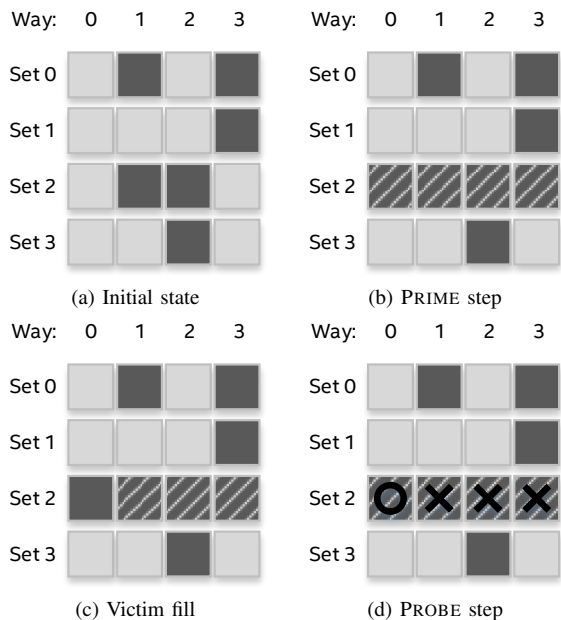 Way: 0 1 2 3
Set 0
Set 1
Set 2
Set 3
(a) Initial state
Way: 0 1 2 3
Set 0
Set 1
Set 2
Set 3
(b) PRIME step
Way: 0 1 2 3
Set 0
Set 1
Set 2
Set 3
(c) Victim fill
Way: 0 1 2 3
Set 0
Set 1
Set 2
Set 3
(d) PROBE step